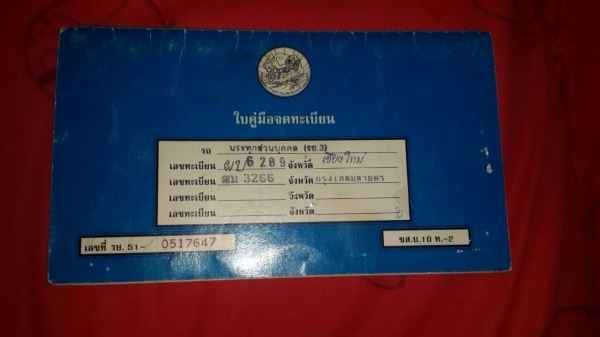 ใบคู่มือจดทะเบียน
รถ บรรทุกส่วนบุคคล (รย.3)
เลขทะเบียน ผบ 6289 จังหวัด เชียงใหม่
เลขทะเบียน 3266 จังหวัด กรุงเทพมหานคร
เลขทะเบียน จังหวัด
เลขทะเบียน จังหวัด
เลขที่ รย. 51- 0517647
ขส.บ.10 ท.-2